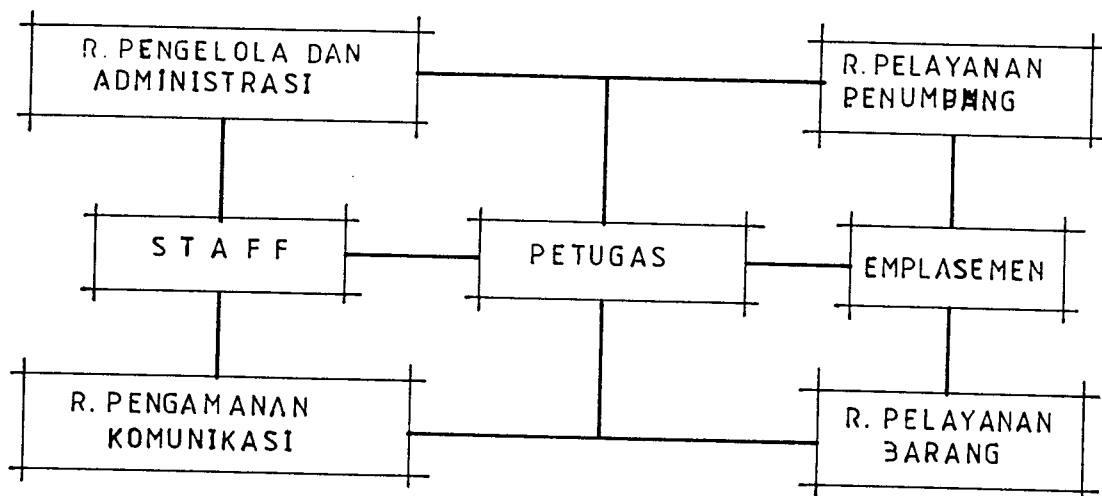 R. PENGELOLA DAN
ADMINISTRASI
R. PELAYANAN
PENUMPANG
STAFF
PETUGAS
EMPLASEMEN
R. PENGAMANAN
KOMUNIKASI
R. PELAYANAN
BARANG